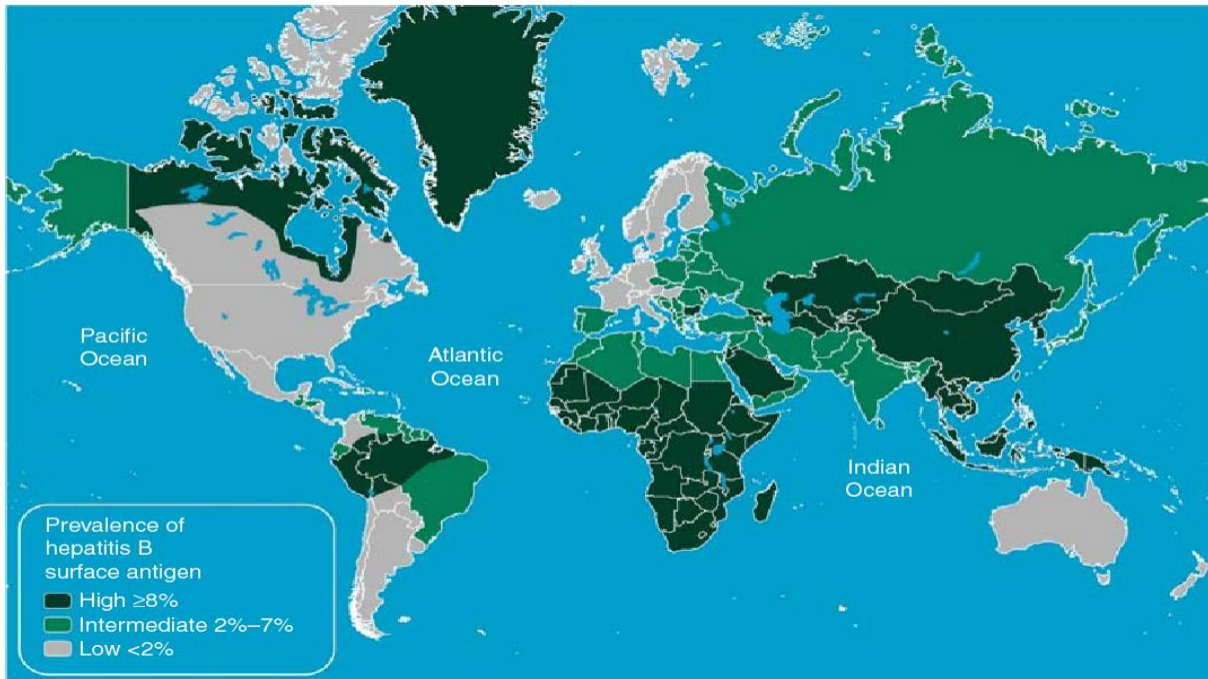 Pacific
Ocean
Atlantic
Ocean
Indian
Ocean
Prevalence of
hepatitis B
surface antigen
High ≥8%
Intermediate 2%–7%
Low <2%